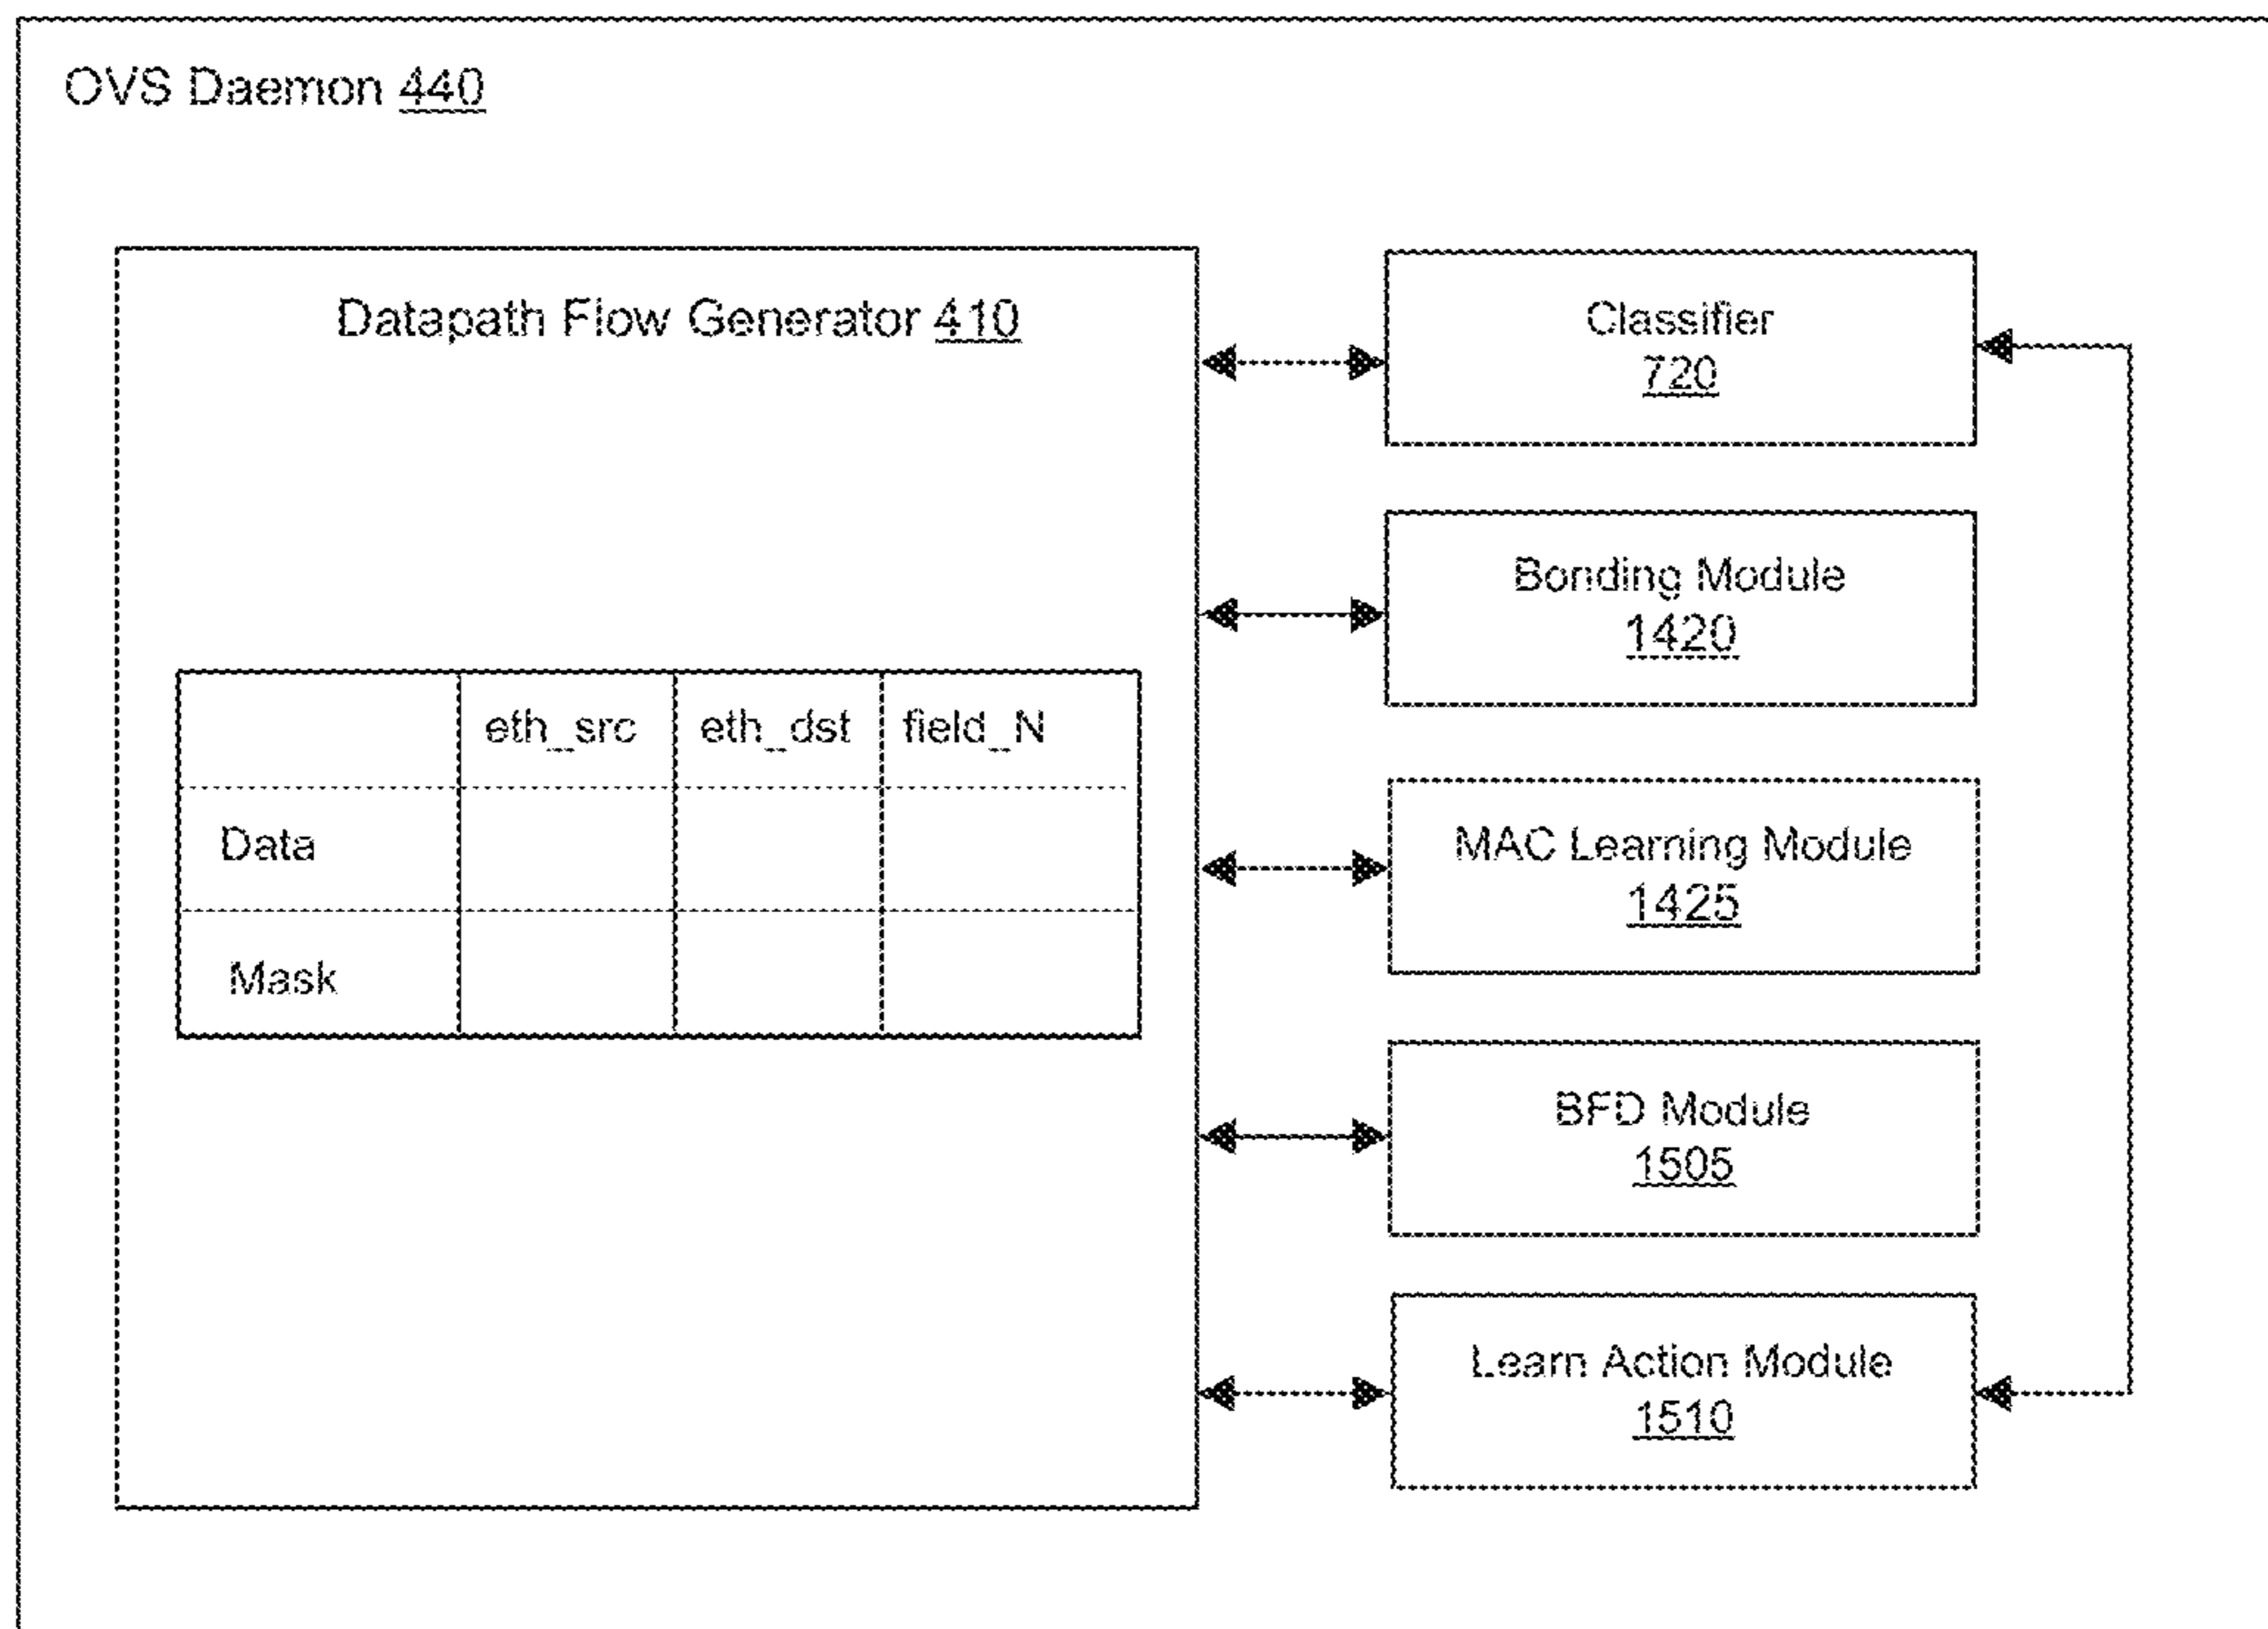 OVS Daemon 440
Datapath Flow Generator 410
eth_src eth_dst field_N
Data
Mask
Classifier
720
Bonding Module
1420
MAC Learning Module
1425
BFD Module
1505
Learn Action Module
1510